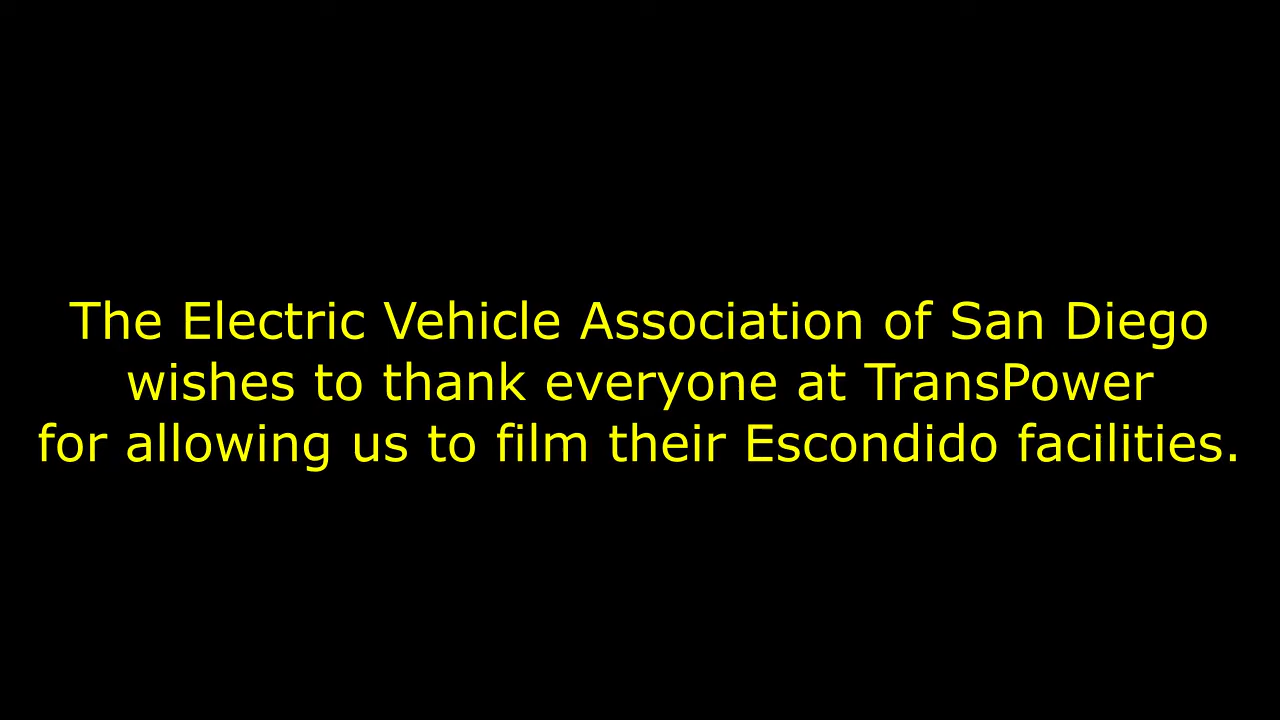 The Electric Vehicle Association of San Diego
wishes to thank everyone at TransPower
for allowing us to film their Escondido facilities.